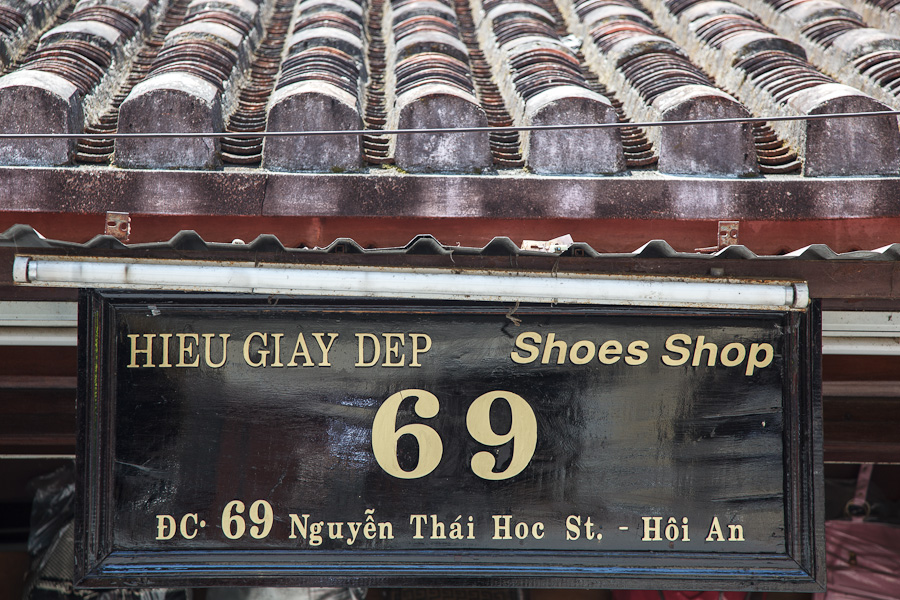 HIEU GIAY DEP Shoes Shop
69
ĐC· 69 Nguyễn Thái Hoc St. - Hôi An